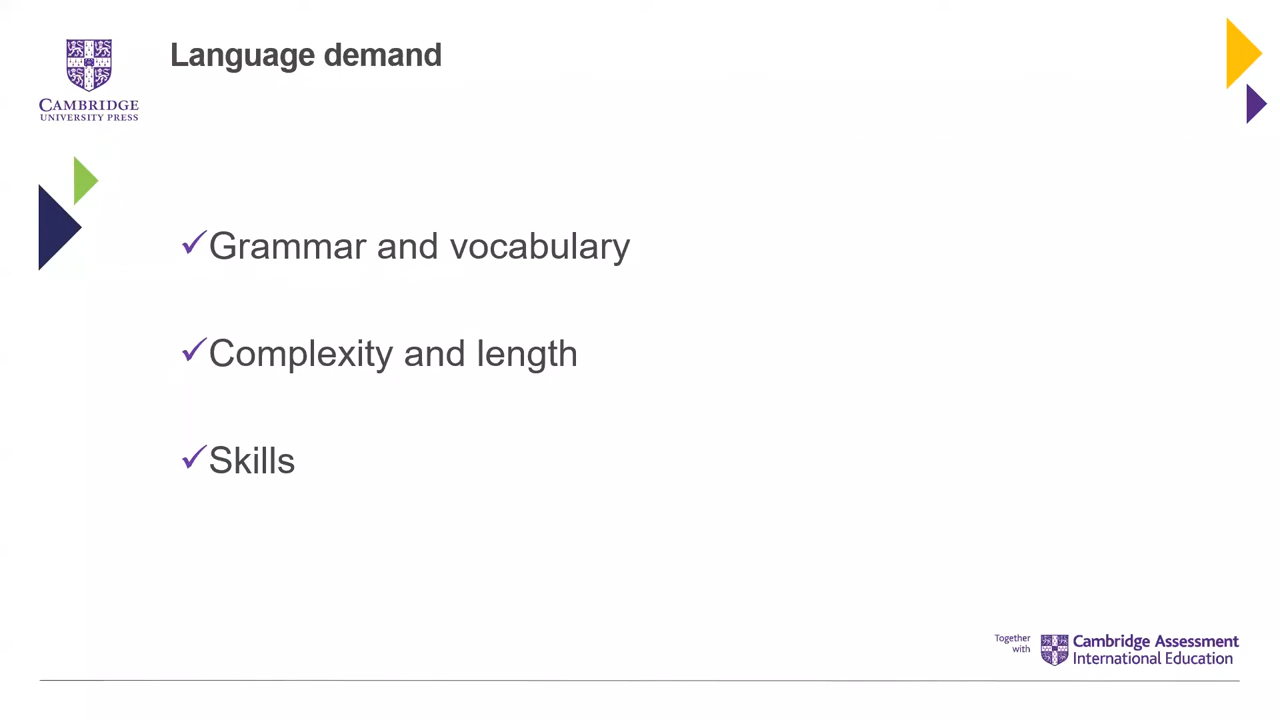 Language demand
CAMBRIDGE
UNIVERSITY PRESS
✓Grammar and vocabulary
✓Complexity and length
✓Skills
Together
with
Cambridge Assessment
International Education